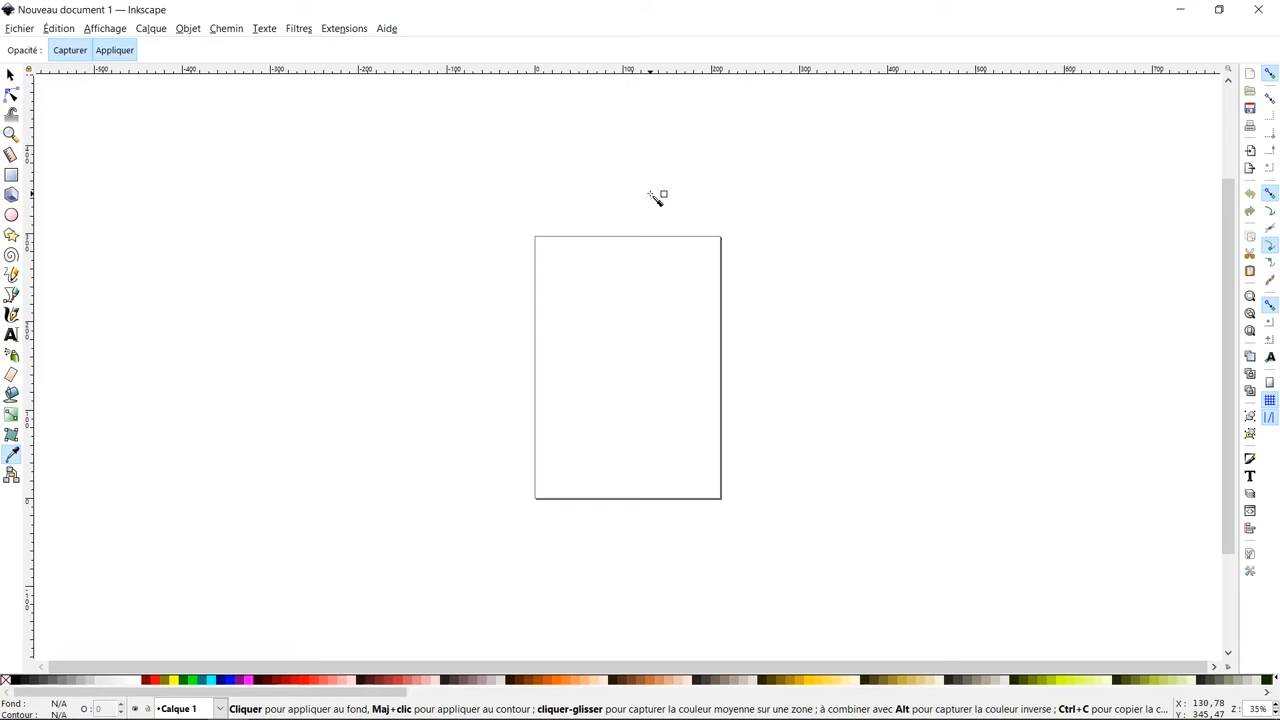 Nouveau document 1 — Inkscape
Fichier Édition Affichage Calque Objet Chemin Texte Filtres Extensions Aide
Opacité : Capturer Appliquer
-500 -400 -300 -200 -100 0 100 200 300 400 500 600 700
Fond : N/A O : 0 Calque 1 Cliquer pour appliquer au fond, Maj+clic pour appliquer au contour ; cliquer-glisser pour capturer la couleur moyenne sur une zone ; à combiner avec Alt pour capturer la couleur inverse ; Ctrl+C pour copier la c... X : 130,78 Z : 35%
Contour : N/A Y : 345,47